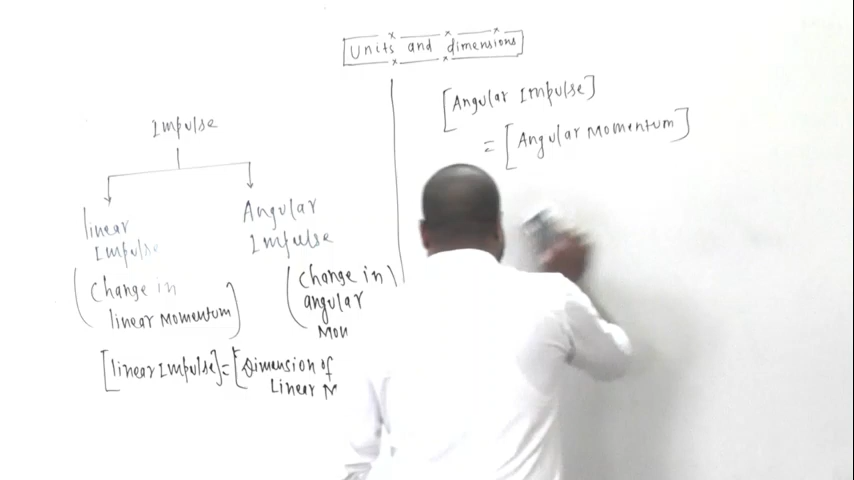 Units and dimensions
Impulse
linear
Impulse
(Change in
linear Momentum)
Angular
Impulse
(Change in)
angular
Mom
[linear Impulse] = [Dimension of
Linear M
[Angular Impulse]
= [Angular Momentum]